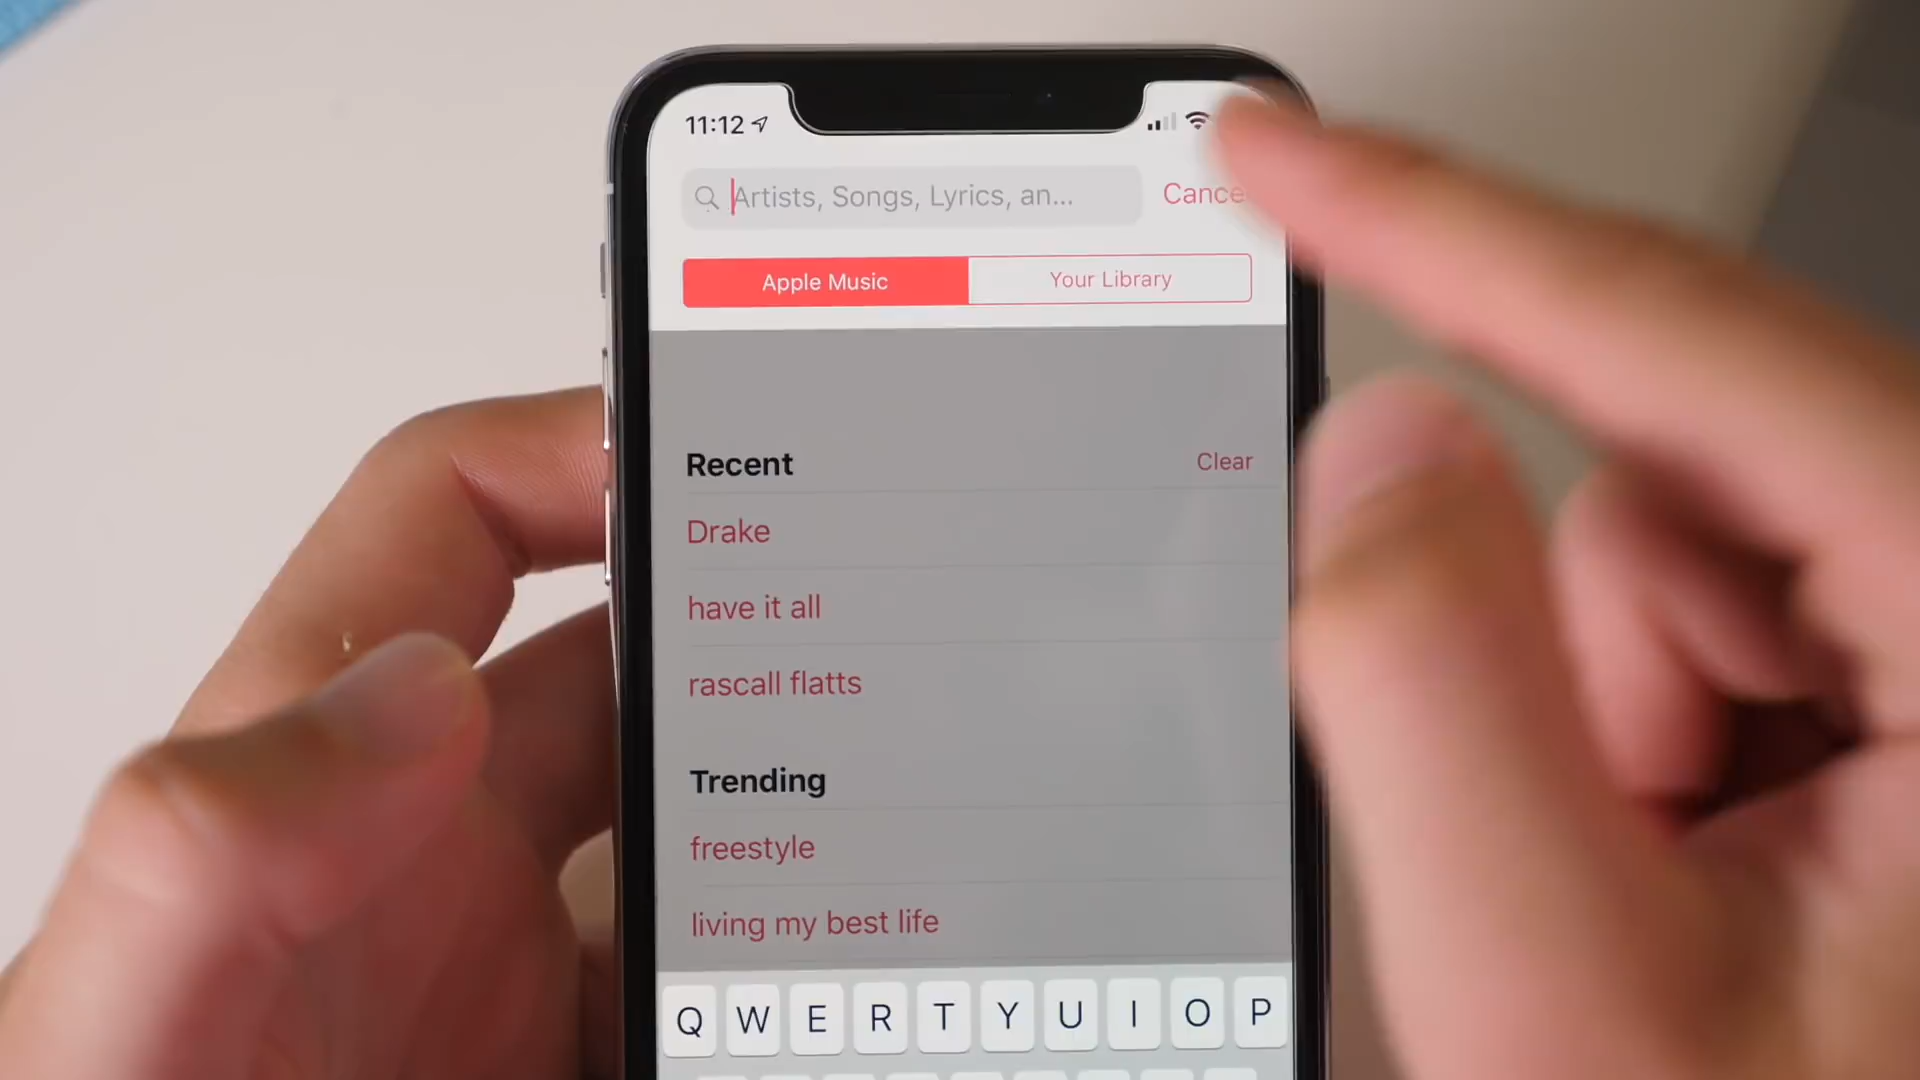 11:12
Artists, Songs, Lyrics, an...
Cance
Apple Music
Your Library
Recent
Clear
Drake
have it all
rascall flatts
Trending
freestyle
living my best life
Q W E R T Y U I O P